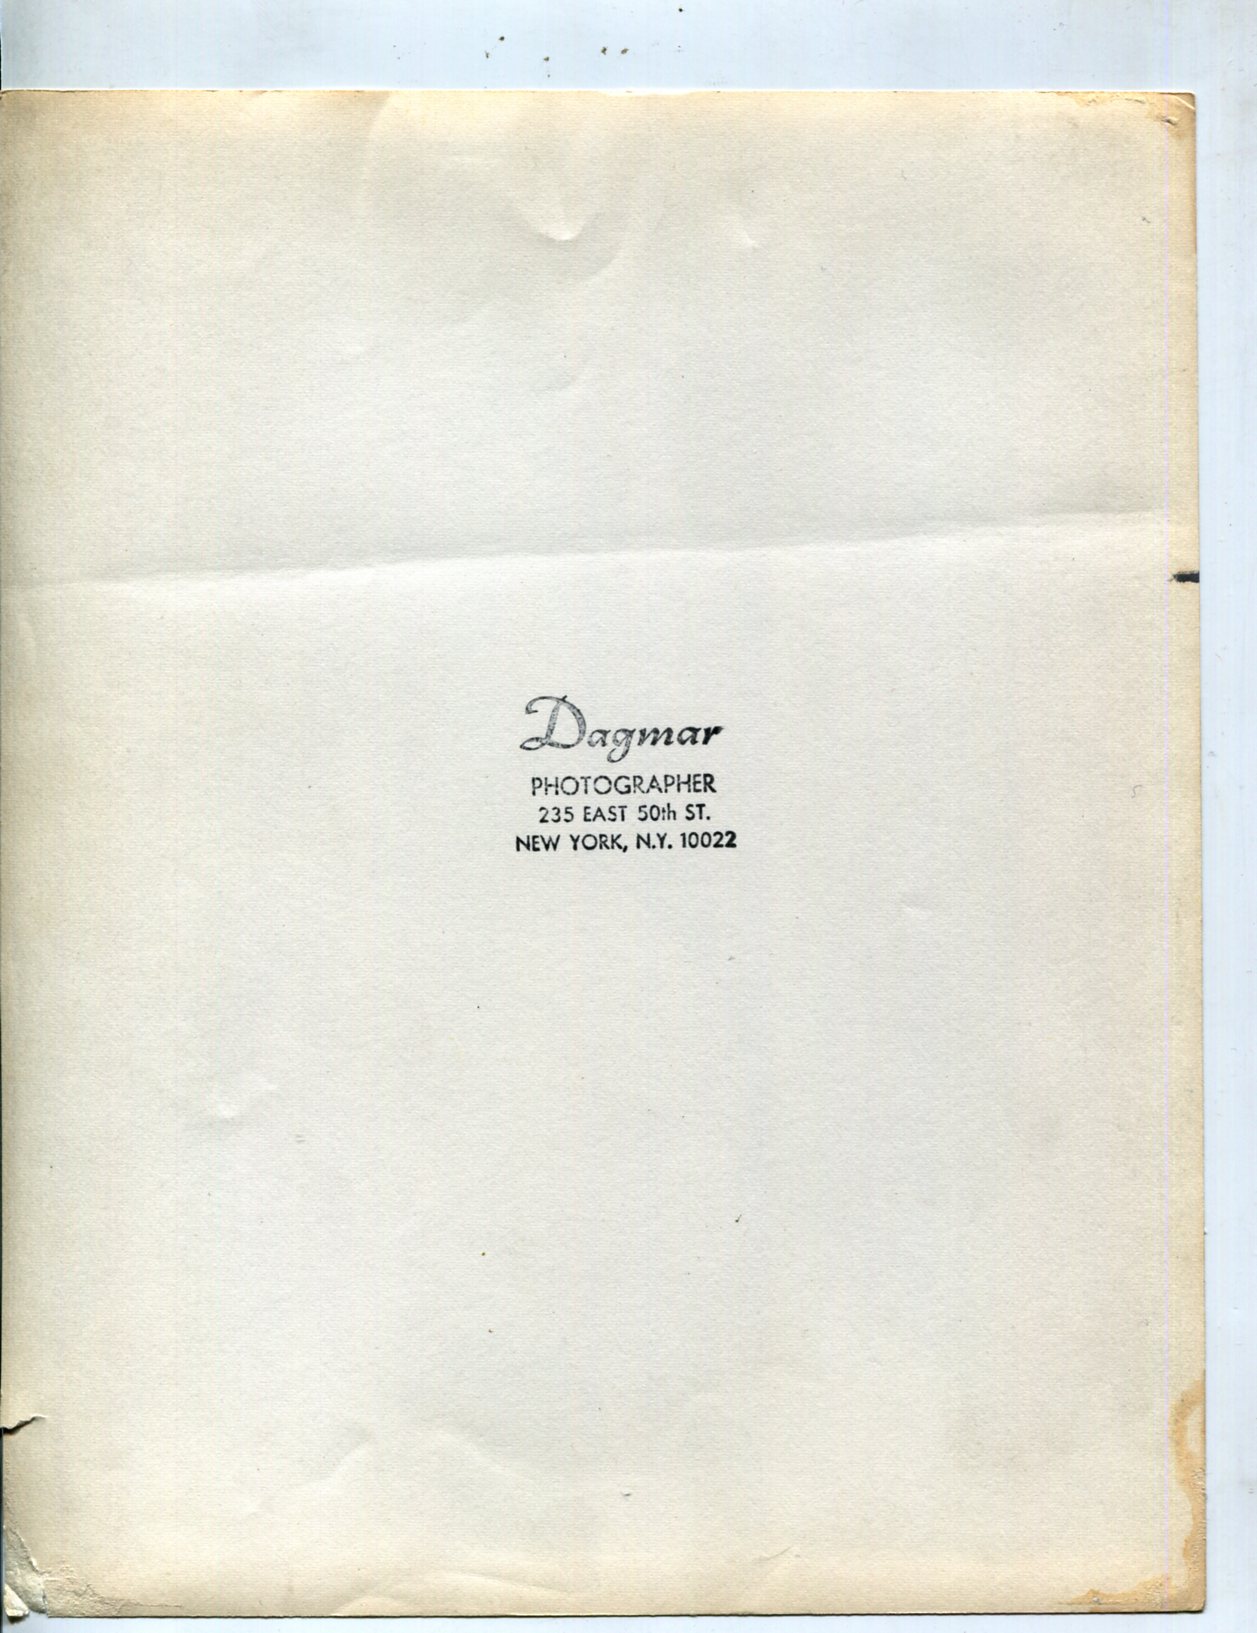 Dagmar
PHOTOGRAPHER
235 EAST 50th ST.
NEW YORK, N.Y. 10022